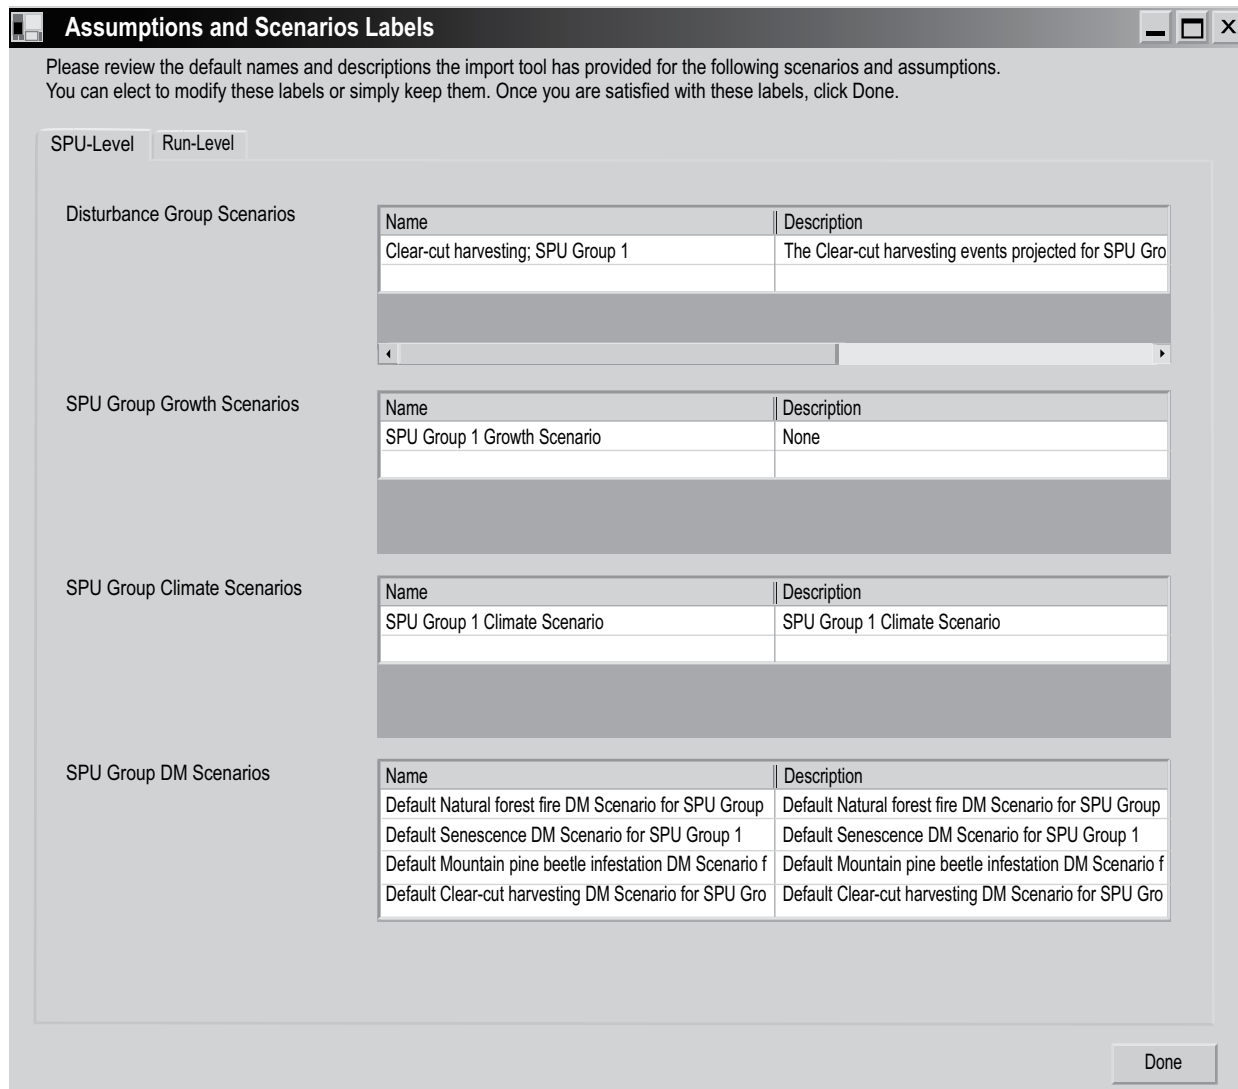 Assumptions and Scenarios Labels
Please review the default names and descriptions the import tool has provided for the following scenarios and assumptions.
You can elect to modify these labels or simply keep them. Once you are satisfied with these labels, click Done.
SPU-Level Run-Level
Disturbance Group Scenarios
Name Description
Clear-cut harvesting; SPU Group 1 The Clear-cut harvesting events projected for SPU Gro
SPU Group Growth Scenarios
Name Description
SPU Group 1 Growth Scenario None
SPU Group Climate Scenarios
Name Description
SPU Group 1 Climate Scenario SPU Group 1 Climate Scenario
SPU Group DM Scenarios
Name Description
Default Natural forest fire DM Scenario for SPU Group Default Natural forest fire DM Scenario for SPU Group
Default Senescence DM Scenario for SPU Group 1 Default Senescence DM Scenario for SPU Group 1
Default Mountain pine beetle infestation DM Scenario f Default Mountain pine beetle infestation DM Scenario f
Default Clear-cut harvesting DM Scenario for SPU Gro Default Clear-cut harvesting DM Scenario for SPU Gro
Done